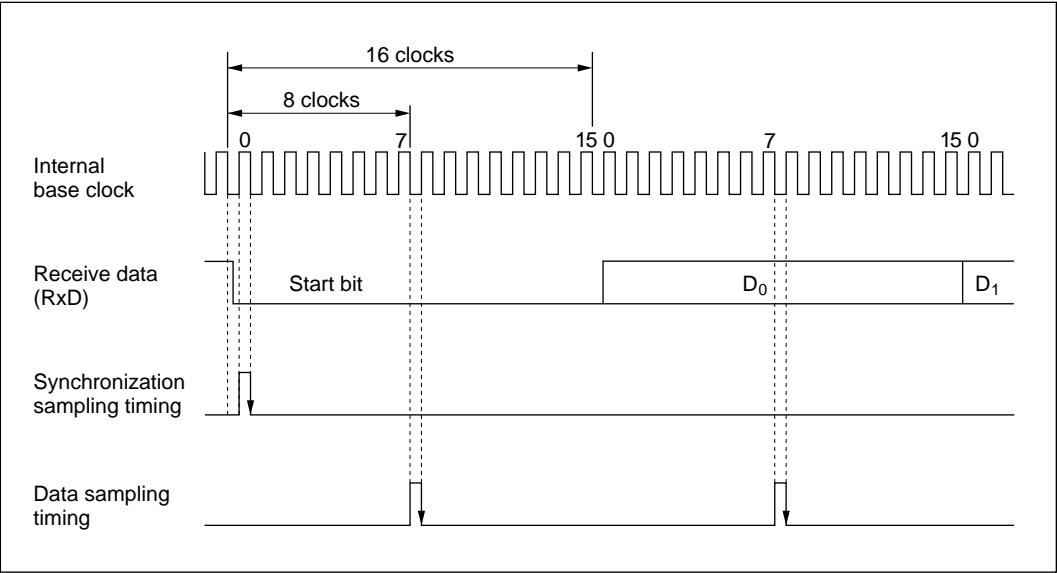 16 clocks
8 clocks
0 7 15 0 7 15 0
Internal
base clock
Receive data
(RxD)
Start bit D0 D1
Synchronization
sampling timing
Data sampling
timing